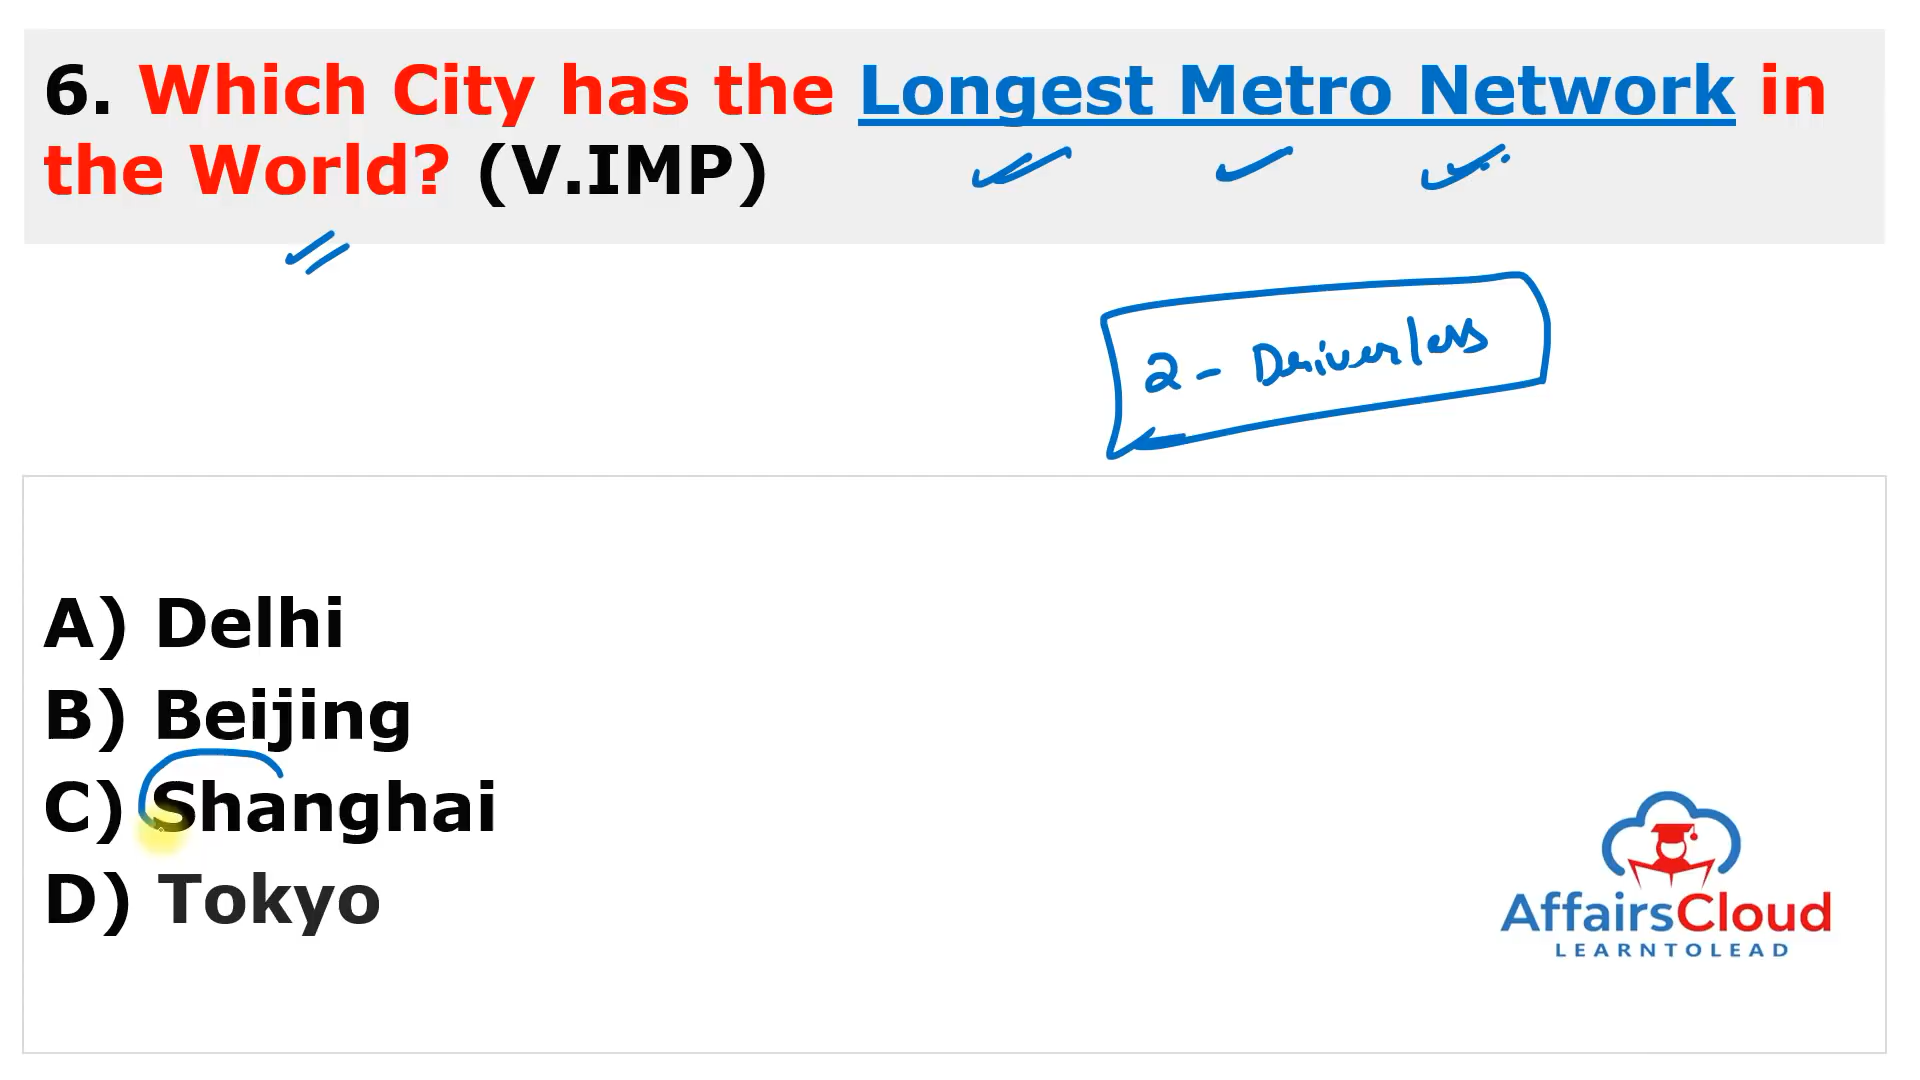 6. Which City has the Longest Metro Network in
the World? (V.IMP)
2 - Driverless
A) Delhi
B) Beijing
C) Shanghai
D) Tokyo
AffairsCloud
LEARNTOLEAD